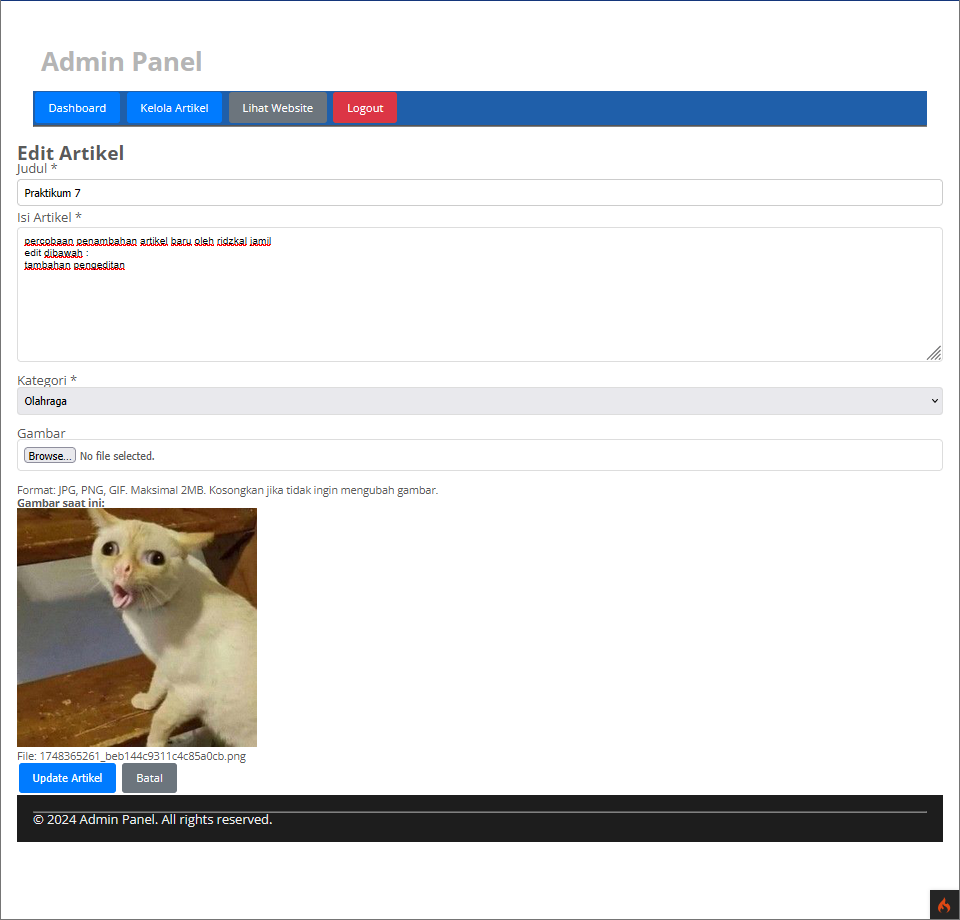 Admin Panel
Dashboard Kelola Artikel Lihat Website Logout
Edit Artikel
Judul *
Praktikum 7
Isi Artikel *
percobaan penambahan artikel baru oleh ridzkal jamil
edit dibawah :
tambahan pengeditan
Kategori *
Olahraga
Gambar
Browse... No file selected.
Format: JPG, PNG, GIF. Maksimal 2MB. Kosongkan jika tidak ingin mengubah gambar.
Gambar saat ini:
File: 1748365261_beb144c9311c4c85a0cb.png
Update Artikel Batal
© 2024 Admin Panel. All rights reserved.